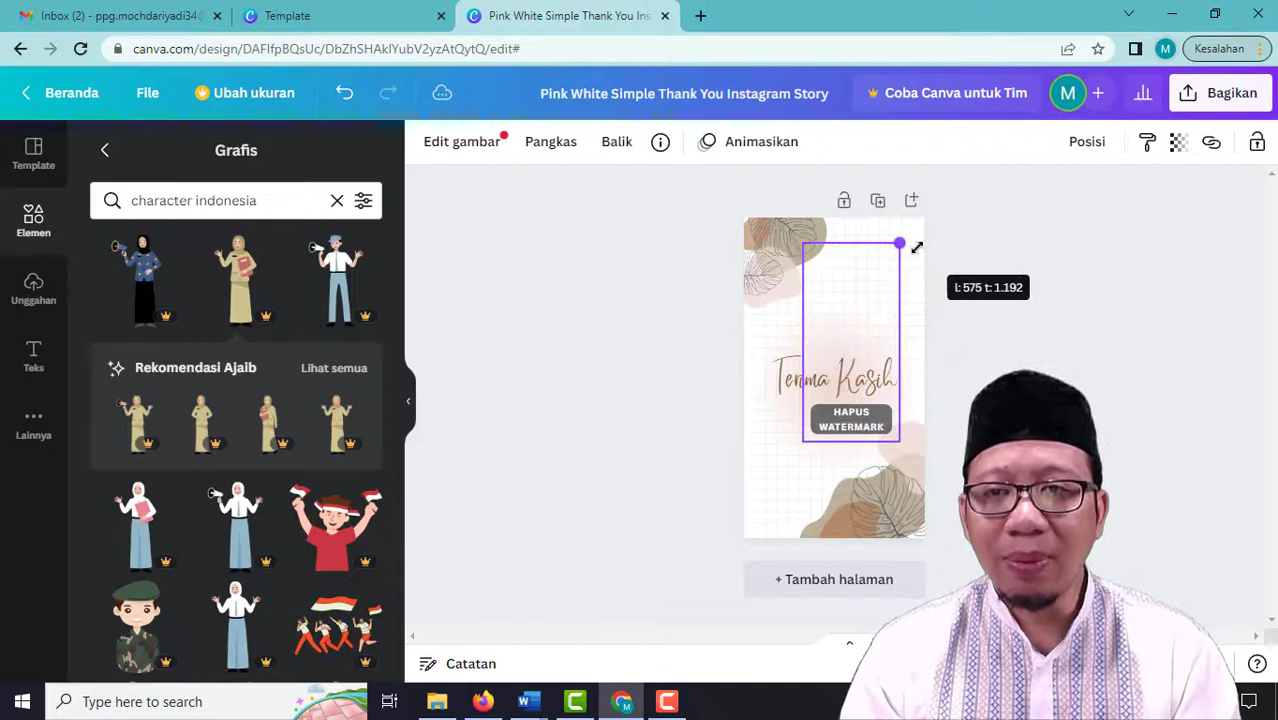 Inbox (2) - ppg.mochdariyadi34@
Template
Pink White Simple Thank You Ins
canva.com/design/DAFlfpBQsUc/DbZhSHAklYubV2yzAtQytQ/edit#
Kesalahan
Beranda
File
Ubah ukuran
Pink White Simple Thank You Instagram Story
Coba Canva untuk Tim
M
Bagikan
Template
Elemen
Unggahan
Teks
Lainnya
Grafis
character indonesia
Rekomendasi Ajaib
Lihat semua
Edit gambar
Pangkas
Balik
Animasikan
Posisi
l: 575 t: 1.192
Terima Kasih
HAPUS
WATERMARK
+ Tambah halaman
Catatan
Type here to search